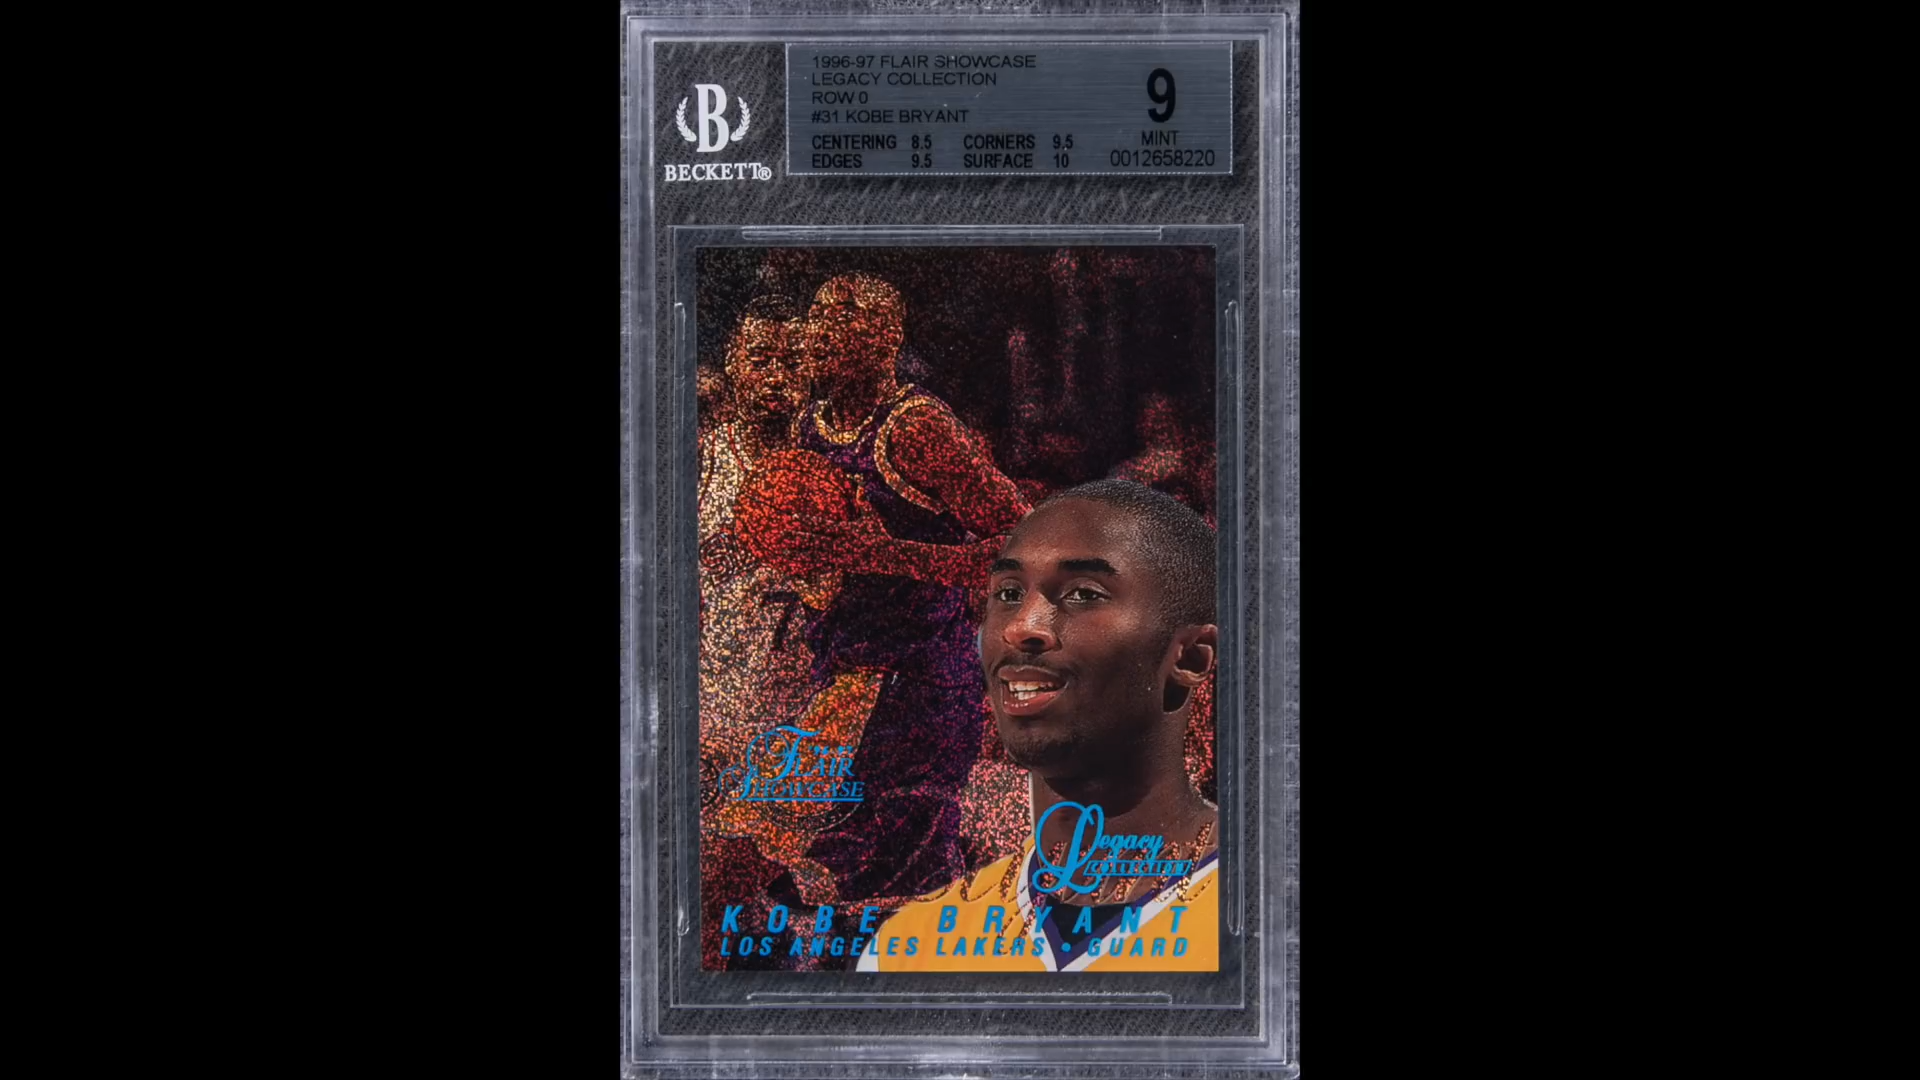 1996-97 FLAIR SHOWCASE
LEGACY COLLECTION
ROW 0
#31 KOBE BRYANT
CENTERING 8.5 CORNERS 9.5
EDGES 9.5 SURFACE 10
9
MINT
0012658220
B
BECKETT®
7
FLAIR
SHOWCASE
Legacy
COLLECTION
KOBE BRYANT
LOS ANGELES LAKERS • GUARD